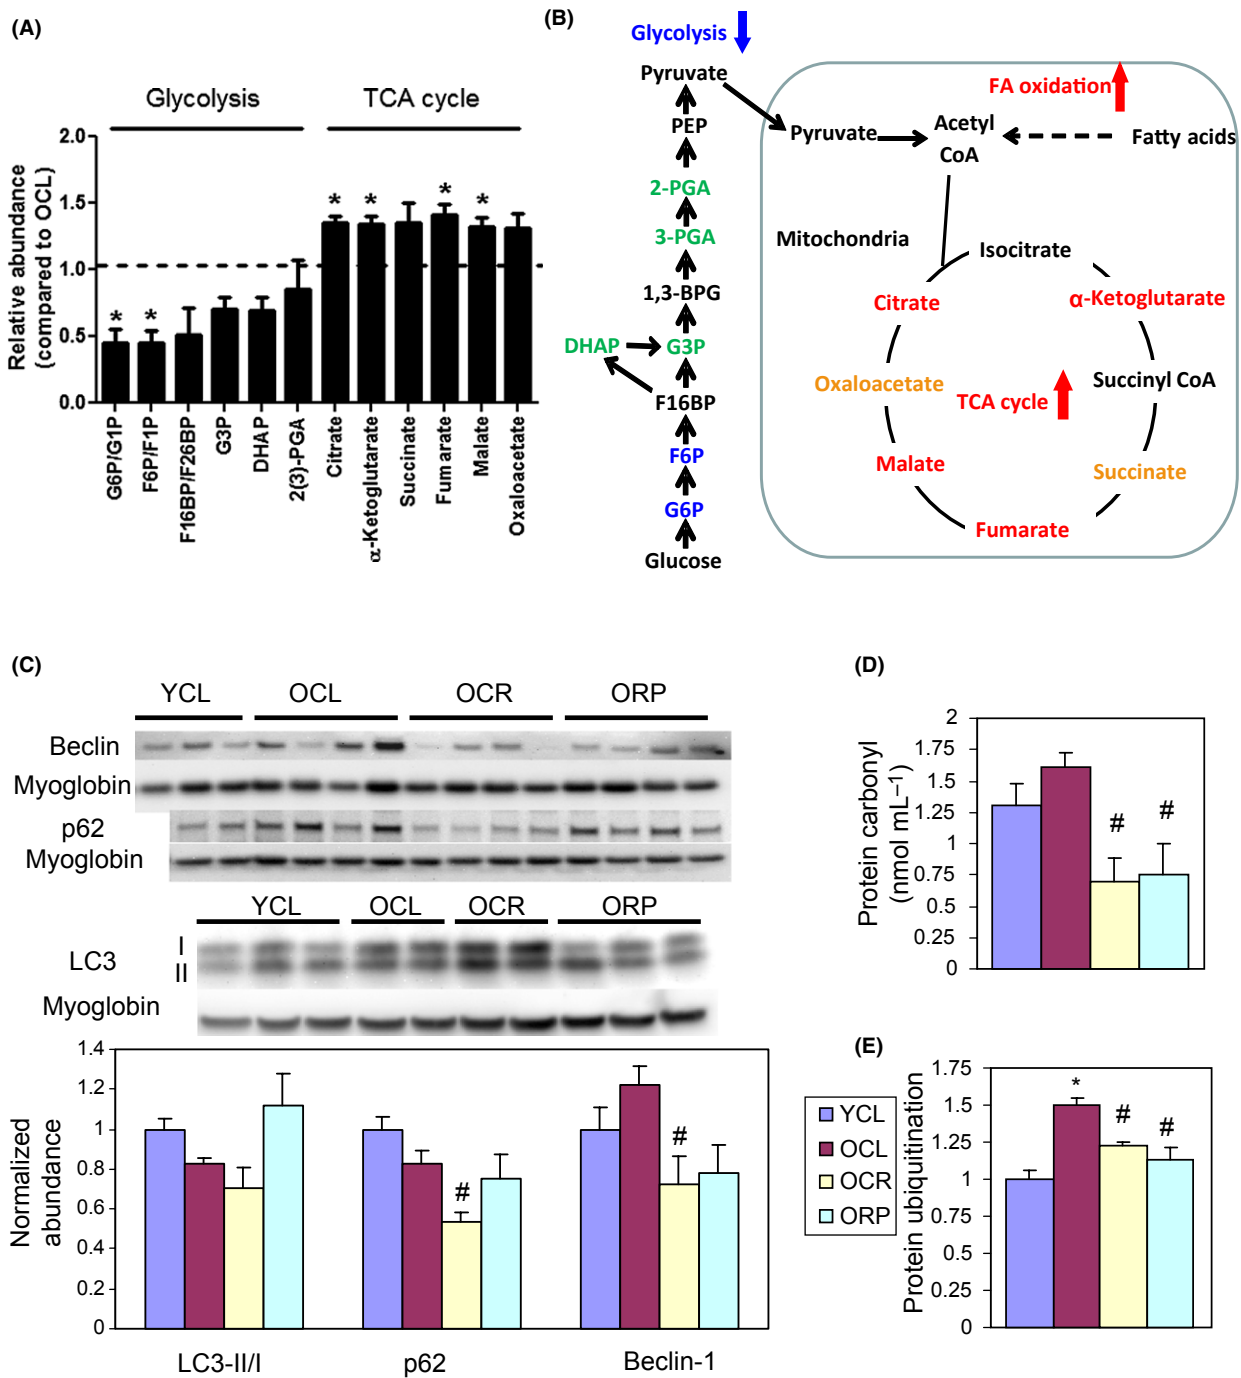 (A)
Glycolysis TCA cycle
Relative abundance
(compared to OCL)
2.0
1.5
1.0
0.5
0.0
* * * * * *
G6P/G1P
F6P/F1P
F16BP/F26BP
G3P
DHAP
2(3)-PGA
Citrate
α-Ketoglutarate
Succinate
Fumarate
Malate
Oxaloacetate
(B)
Glycolysis
Pyruvate
PEP
2-PGA
3-PGA
1,3-BPG
DHAP G3P
F16BP
F6P
G6P
Glucose
FA oxidation
Pyruvate
Acetyl
CoA
Fatty acids
Mitochondria
Isocitrate
Citrate
α-Ketoglutarate
Oxaloacetate
Succinyl CoA
TCA cycle
Malate
Succinate
Fumarate
(C)
YCL OCL OCR ORP
Beclin
Myoglobin
p62
Myoglobin
YCL OCL OCR ORP
LC3
I
II
Myoglobin
Normalized
abundance
1.4
1.2
1
0.8
0.6
0.4
0.2
0
# #
LC3-II/I p62 Beclin-1
(D)
Protein carbonyl
(nmol mL−1)
2
1.75
1.5
1.25
1
0.75
0.5
0.25
0
# #
(E)
YCL
OCL
OCR
ORP
Protein ubiquitination
1.75
1.5
1.25
1
0.75
0.5
0.25
0
* # #